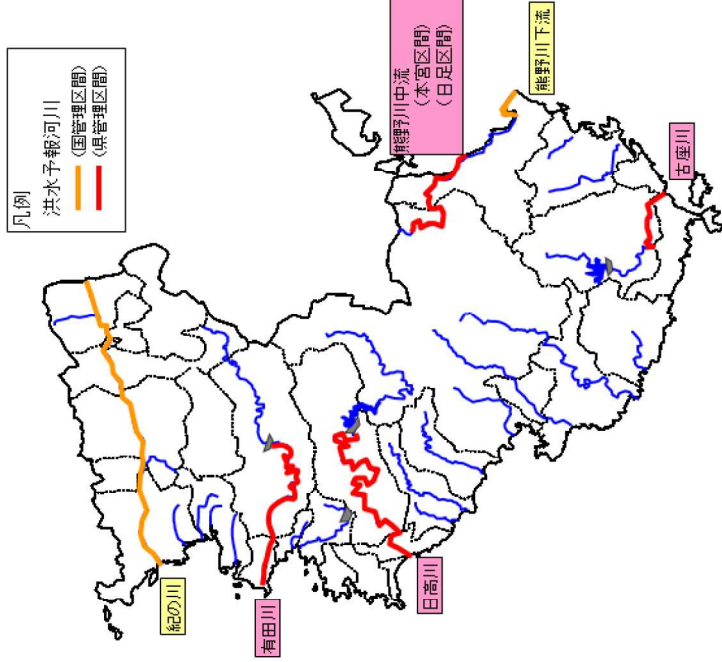 凡例
洪水予報河川
(国管理区間)
(県管理区間)
熊野川中流
(本宮区間)
(日足区間)
熊野川下流
古座川
紀の川
有田川
日高川